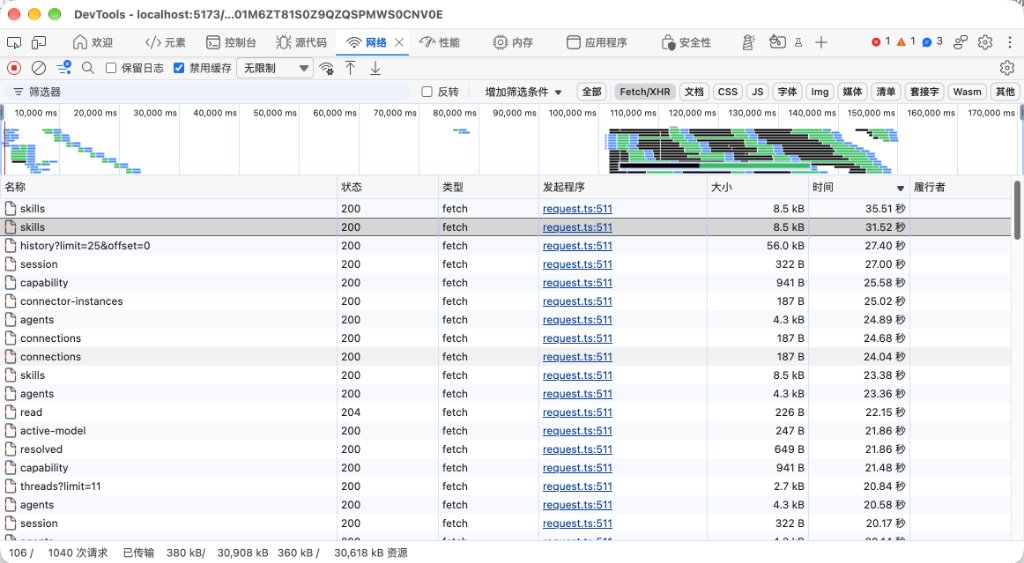 DevTools - localhost:5173/...01M6ZT81S0Z9QZQSPMWS0CNV0E
欢迎 元素 控制台 源代码 网络 性能 内存 应用程序 安全性 1 1 3
保留日志 禁用缓存 无限制
筛选器 反转 增加筛选条件 全部 Fetch/XHR 文档 CSS JS 字体 Img 媒体 清单 套接字 Wasm 其他
10,000 ms 20,000 ms 30,000 ms 40,000 ms 50,000 ms 60,000 ms 70,000 ms 80,000 ms 90,000 ms 100,000 ms 110,000 ms 120,000 ms 130,000 ms 140,000 ms 150,000 ms 160,000 ms 170,000 ms
名称 状态 类型 发起程序 大小 时间 履行者
skills 200 fetch request.ts:511 8.5 kB 35.51 秒
skills 200 fetch request.ts:511 8.5 kB 31.52 秒
history?limit=25&offset=0 200 fetch request.ts:511 56.0 kB 27.40 秒
session 200 fetch request.ts:511 322 B 27.00 秒
capability 200 fetch request.ts:511 941 B 25.58 秒
connector-instances 200 fetch request.ts:511 187 B 25.02 秒
agents 200 fetch request.ts:511 4.3 kB 24.89 秒
connections 200 fetch request.ts:511 187 B 24.68 秒
connections 200 fetch request.ts:511 187 B 24.04 秒
skills 200 fetch request.ts:511 8.5 kB 23.38 秒
agents 200 fetch request.ts:511 4.3 kB 23.36 秒
read 204 fetch request.ts:511 226 B 22.15 秒
active-model 200 fetch request.ts:511 247 B 21.86 秒
resolved 200 fetch request.ts:511 649 B 21.86 秒
capability 200 fetch request.ts:511 941 B 21.48 秒
threads?limit=11 200 fetch request.ts:511 2.7 kB 20.84 秒
agents 200 fetch request.ts:511 4.3 kB 20.58 秒
session 200 fetch request.ts:511 322 B 20.17 秒
106 / 1040 次请求 已传输 380 kB/ 30,908 kB 360 kB / 30,618 kB 资源